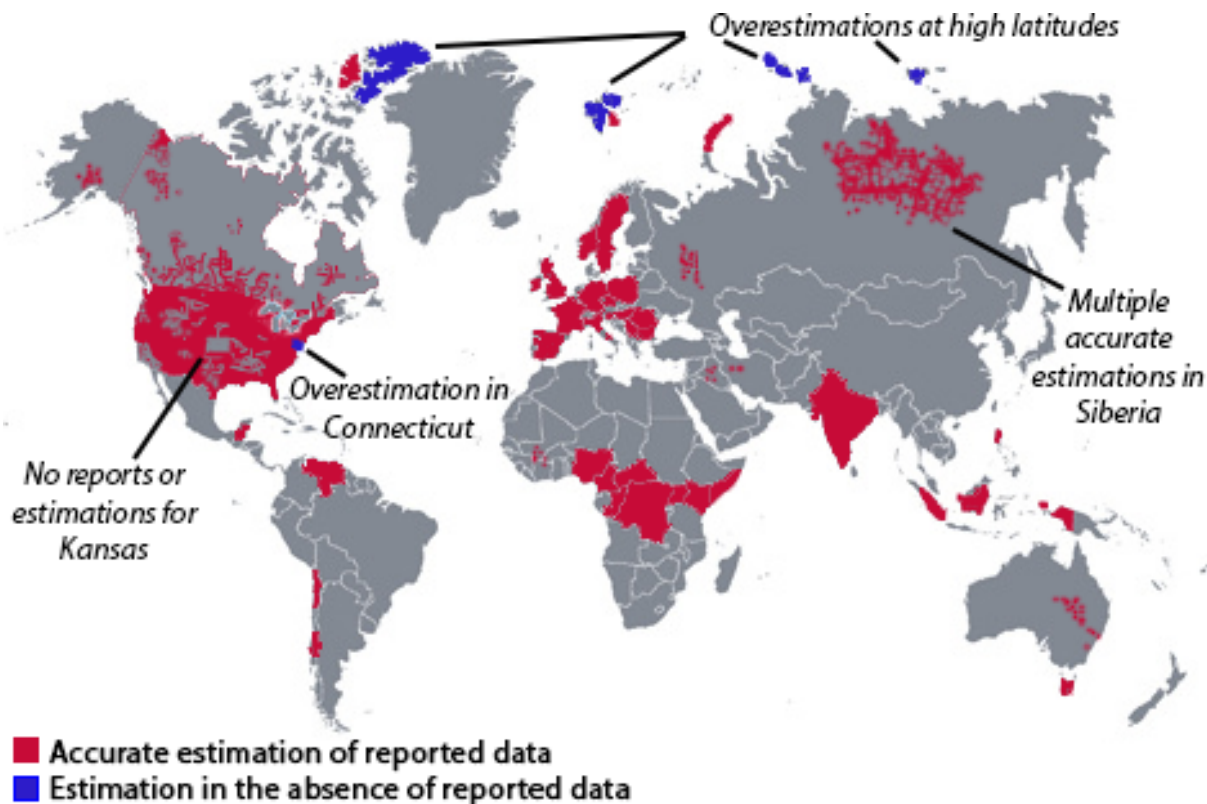 Overestimations at high latitudes
Multiple
accurate
estimations in
Siberia
Overestimation in
Connecticut
No reports or
estimations for
Kansas
Accurate estimation of reported data
Estimation in the absence of reported data